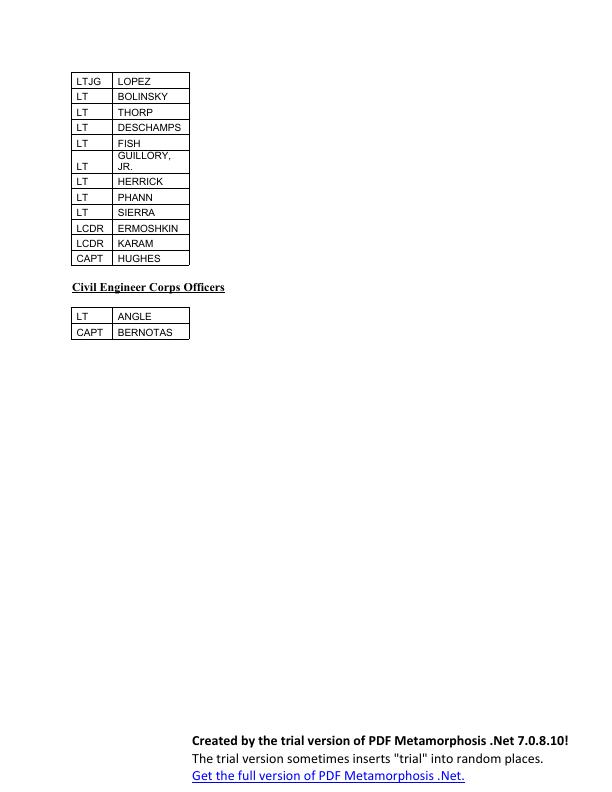 LTJG LOPEZ
LT BOLINSKY
LT THORP
LT DESCHAMPS
LT FISH
GUILLORY,
LT JR.
LT HERRICK
LT PHANN
LT SIERRA
LCDR ERMOSHKIN
LCDR KARAM
CAPT HUGHES
Civil Engineer Corps Officers
LT ANGLE
CAPT BERNOTAS
Created by the trial version of PDF Metamorphosis .Net 7.0.8.10!
The trial version sometimes inserts "trial" into random places.
Get the full version of PDF Metamorphosis .Net.